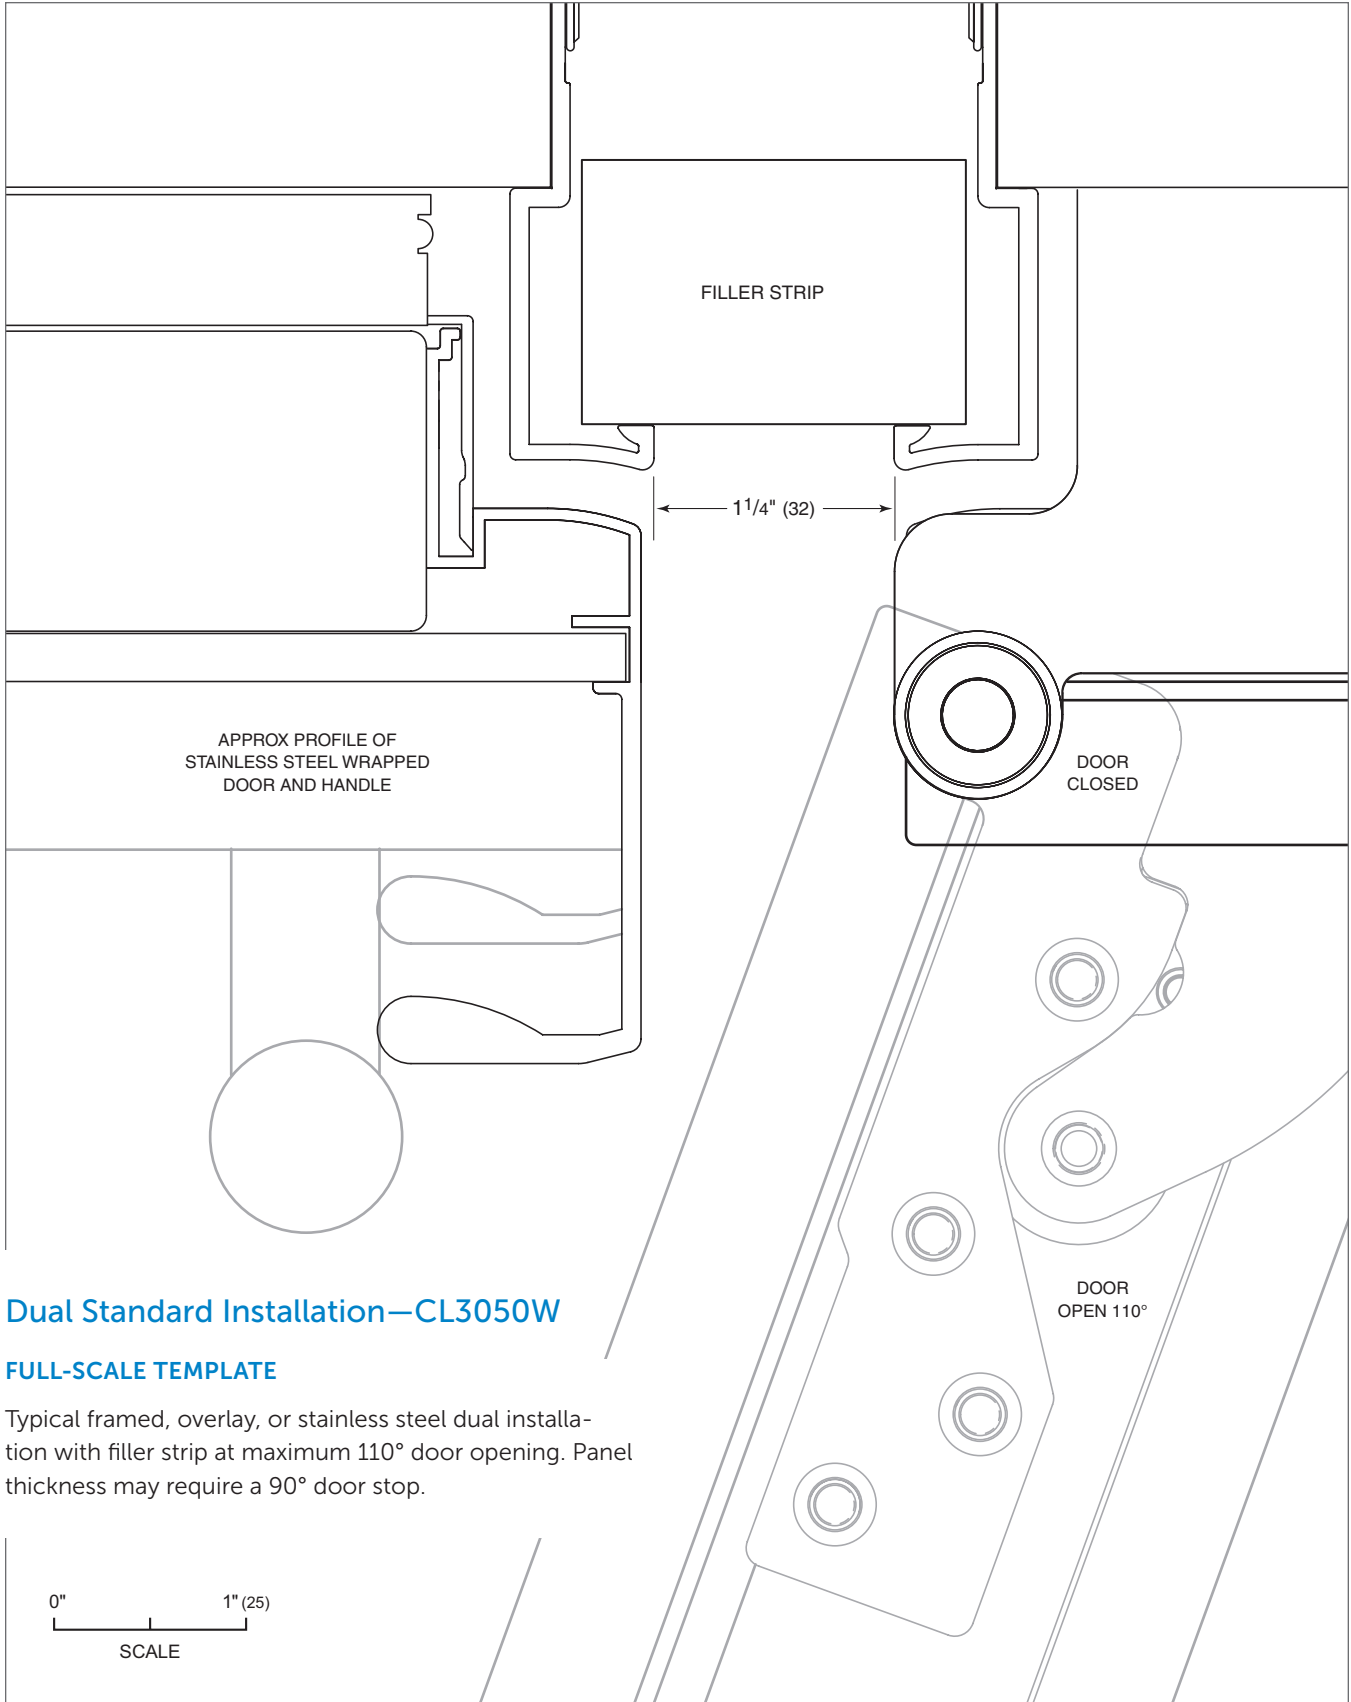 FILLER STRIP
1 1/4" (32)
APPROX PROFILE OF
STAINLESS STEEL WRAPPED
DOOR AND HANDLE
DOOR
CLOSED
DOOR
OPEN 110°
Dual Standard Installation—CL3050W
FULL-SCALE TEMPLATE
Typical framed, overlay, or stainless steel dual installa-
tion with filler strip at maximum 110° door opening. Panel
thickness may require a 90° door stop.
0" 1" (25)
SCALE